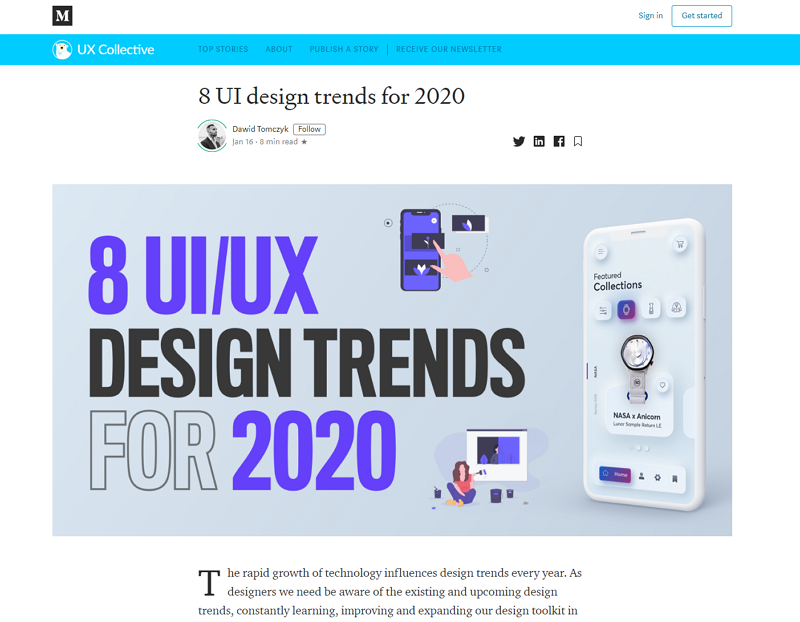 M
Sign in
Get started
UX Collective
TOP STORIES
ABOUT
PUBLISH A STORY
RECEIVE OUR NEWSLETTER
8 UI design trends for 2020
Dawid Tomczyk Follow
Jan 16 · 8 min read ★
8 UI/UX
DESIGN TRENDS
FOR 2020
Featured
Collections
NASA x Anicorn
Lunar Sample Return LE
Home
The rapid growth of technology influences design trends every year. As
designers we need be aware of the existing and upcoming design
trends, constantly learning, improving and expanding our design toolkit in